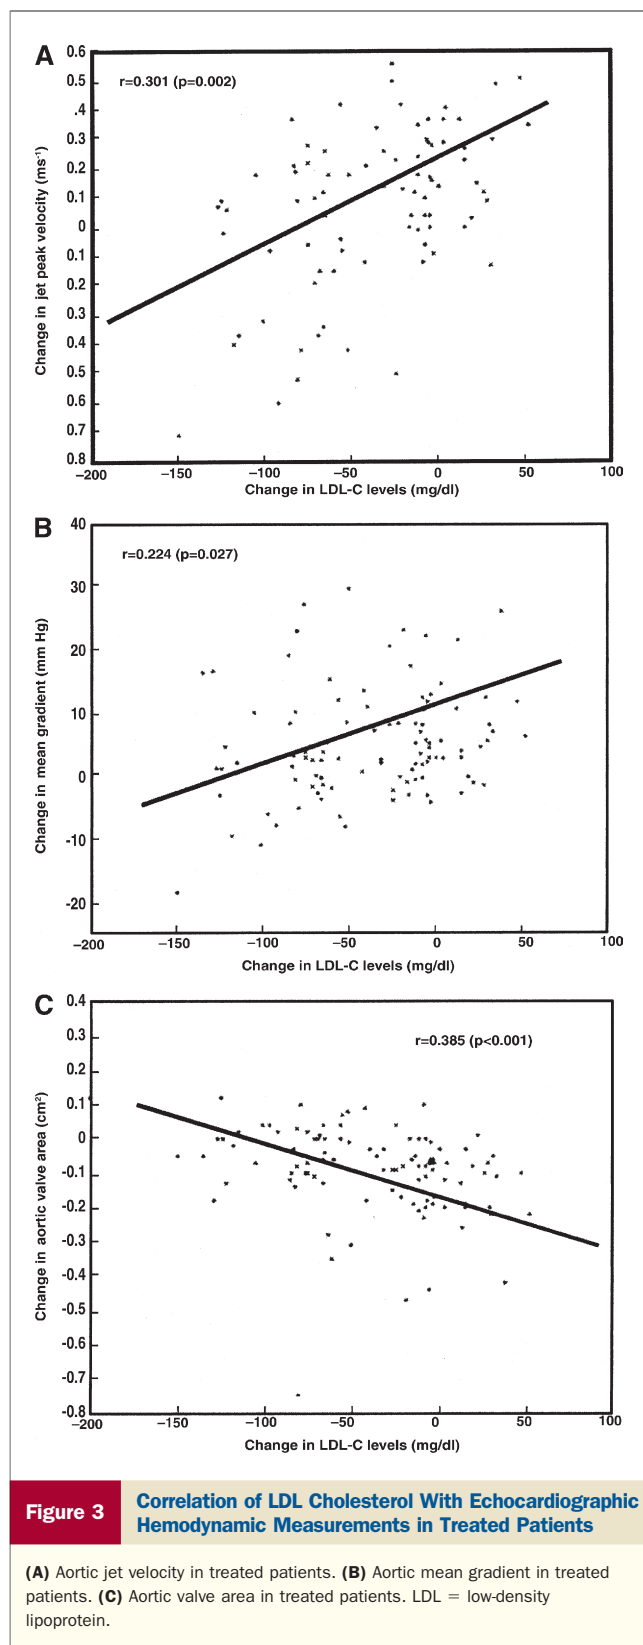 A
0.6
r=0.301 (p=0.002)
0.5
.4
0.3
0.2
0.1
0
0.1
0.2
0.3
0.4
0.5
0.6
0.7
0.8
Change in jet peak velocity (ms⁻¹)
−200 −150 −100 −50 0 50 100
Change in LDL-C levels (mg/dl)
B
40
r=0.224 (p=0.027)
30
20
10
0
-10
-20
Change in mean gradient (mm Hg)
−200 −150 −100 −50 0 50 100
Change in LDL-C levels (mg/dl)
C
0.4
r=0.385 (p<0.001)
0.3
0.2
0.1
0
-0.1
-0.2
-0.3
-0.4
-0.5
-0.6
-0.7
-0.8
Change in aortic valve area (cm²)
−200 −150 −100 −50 0 50 100
Change in LDL-C levels (mg/dl)
Figure 3
Correlation of LDL Cholesterol With Echocardiographic
Hemodynamic Measurements in Treated Patients
(A) Aortic jet velocity in treated patients. (B) Aortic mean gradient in treated
patients. (C) Aortic valve area in treated patients. LDL = low-density
lipoprotein.